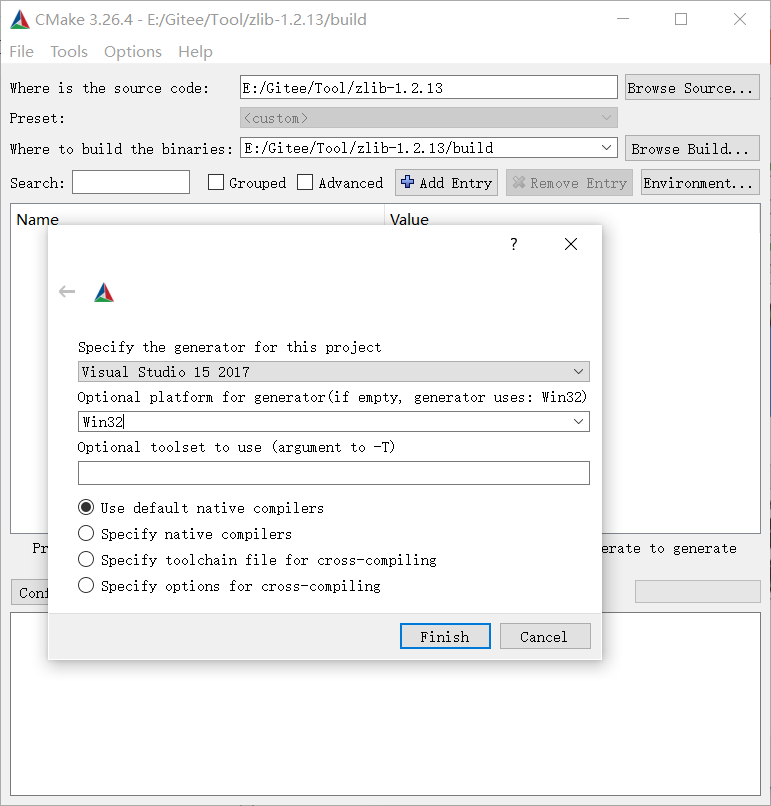 CMake 3.26.4 - E:/Gitee/Tool/zlib-1.2.13/build
File Tools Options Help
Where is the source code: E:/Gitee/Tool/zlib-1.2.13 Browse Source...
Preset: <custom>
Where to build the binaries: E:/Gitee/Tool/zlib-1.2.13/build Browse Build...
Search: Grouped Advanced Add Entry Remove Entry Environment...
Name Value
?
Specify the generator for this project
Visual Studio 15 2017
Optional platform for generator(if empty, generator uses: Win32)
Win32
Optional toolset to use (argument to -T)
Use default native compilers
Specify native compilers
Pr erate to generate
Specify toolchain file for cross-compiling
Specify options for cross-compiling
Conf
Finish Cancel